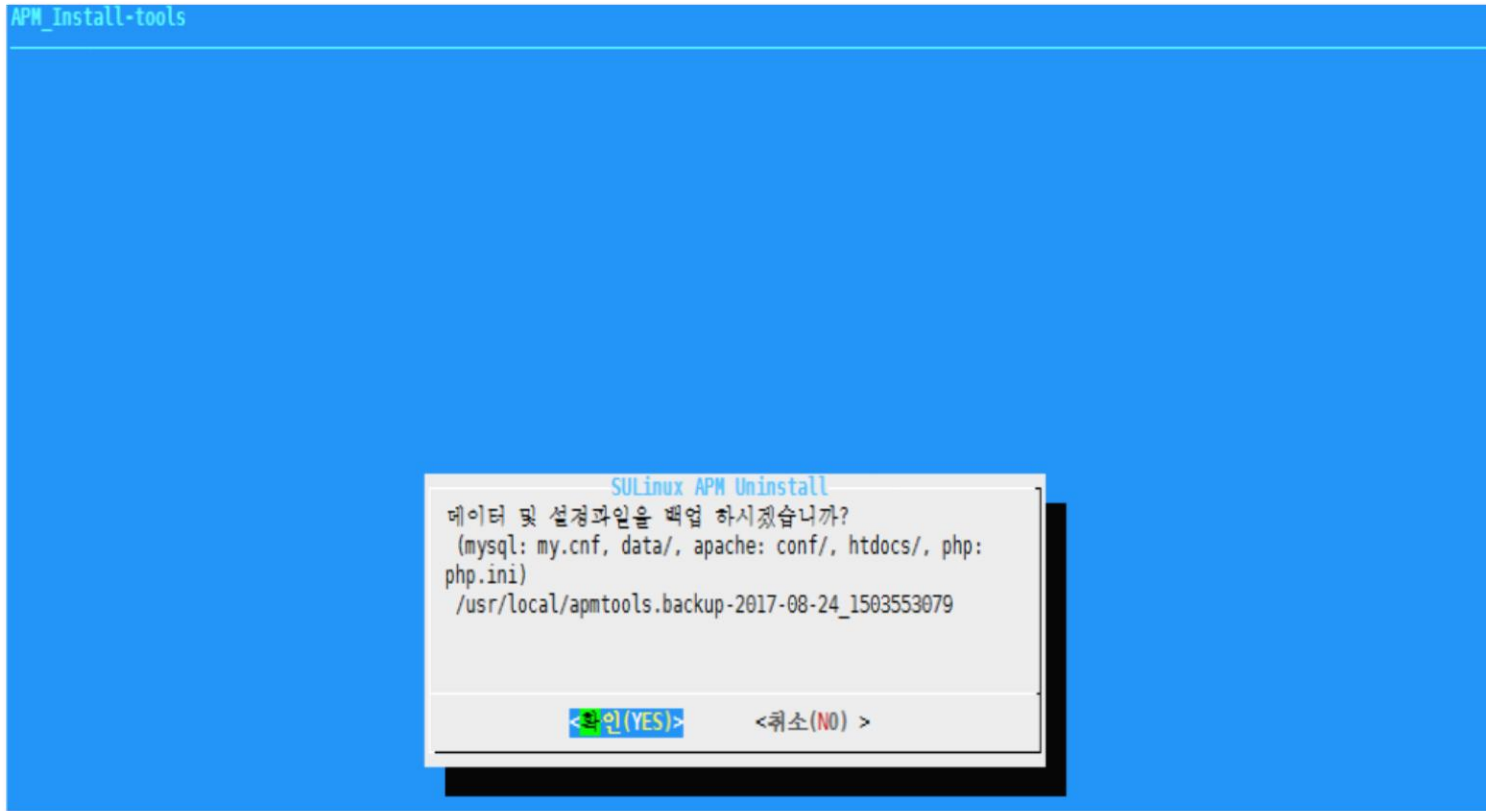 APM_Install-tools
SULinux APM Uninstall
데이터 및 설정파일을 백업 하시겠습니까?
(mysql: my.cnf, data/, apache: conf/, htdocs/, php:
php.ini)
/usr/local/apmtools.backup-2017-08-24_1503553079
<확인(YES)> <취소(NO) >